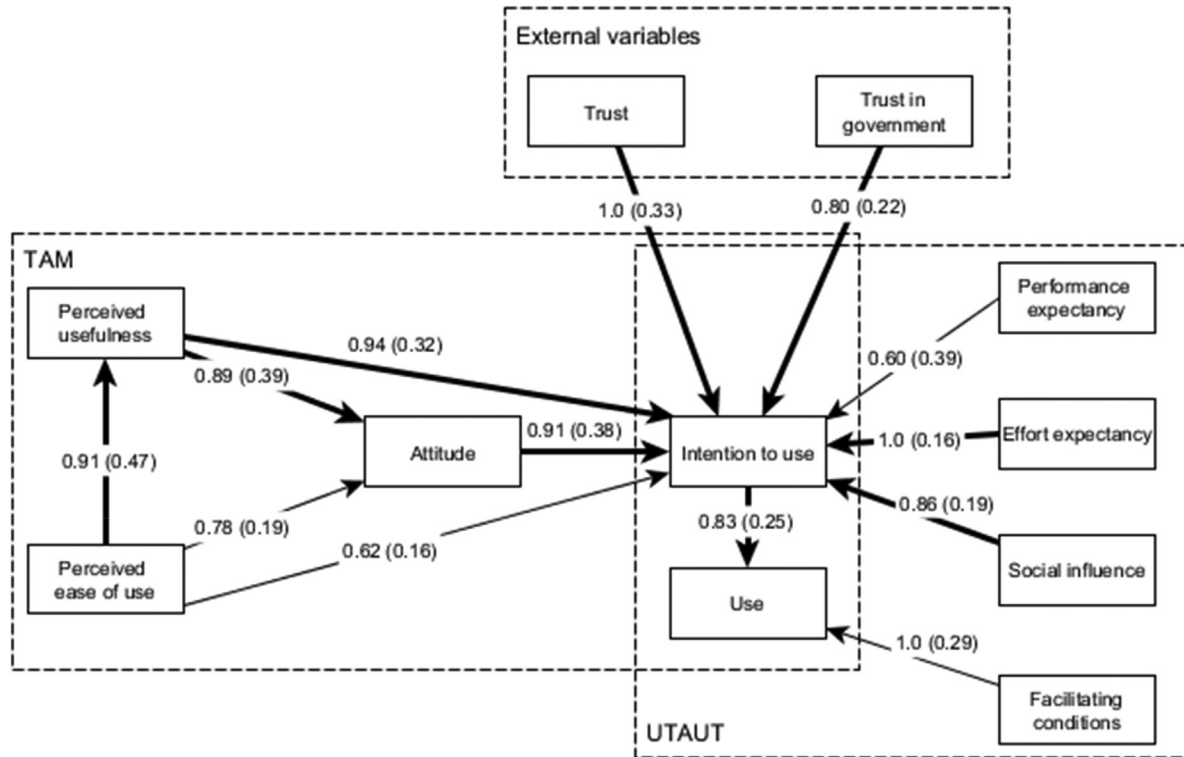 External variables
Trust
Trust in
government
1.0 (0.33)
0.80 (0.22)
TAM
Perceived
usefulness
0.94 (0.32)
0.89 (0.39)
Attitude
0.91 (0.38)
0.91 (0.47)
0.78 (0.19)
0.62 (0.16)
Perceived
ease of use
Intention to use
0.83 (0.25)
Use
Performance
expectancy
0.60 (0.39)
Effort expectancy
1.0 (0.16)
0.86 (0.19)
Social influence
1.0 (0.29)
Facilitating
conditions
UTAUT